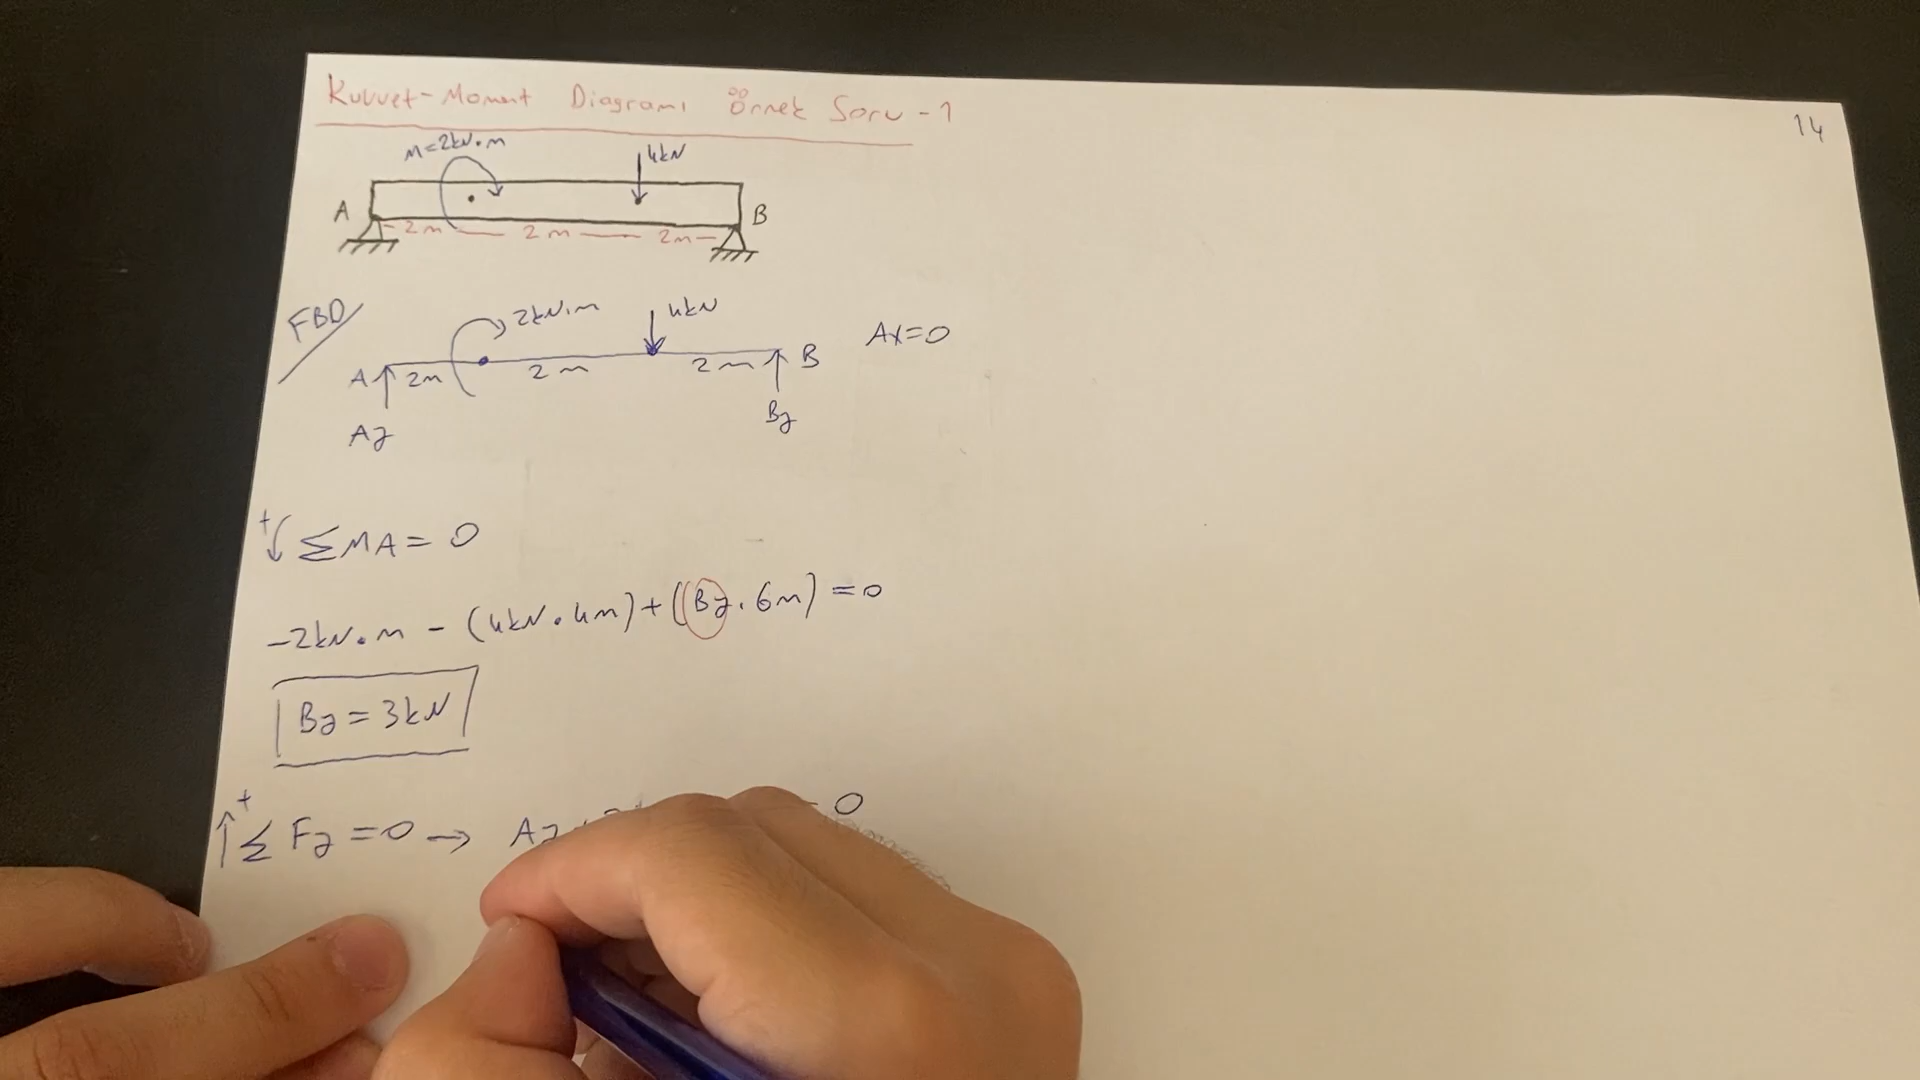 Kuvvet-Moment Diagramı Örnek Soru-1
14
M=2kN.m
4kN
A
B
2m
2m
2m
FBD
2kN.m
4kN
Ax=0
A
2m
2m
2m
B
Ay
By
+ ΣMA = 0
-2kN.m - (4kN.4m)+(By.6m)=0
By = 3kN
+
↑Σ Fy =0 → Ay
0